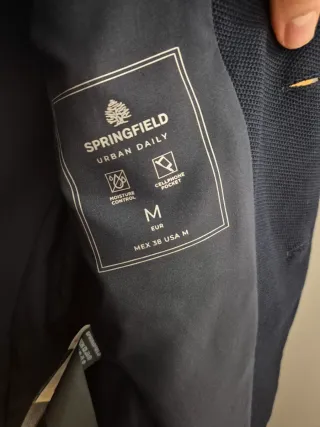 SPRINGFIELD
URBAN DAILY
MOISTURE
CONTROL
CELLPHONE
POCKET
M
EUR
MEX 38 USA M